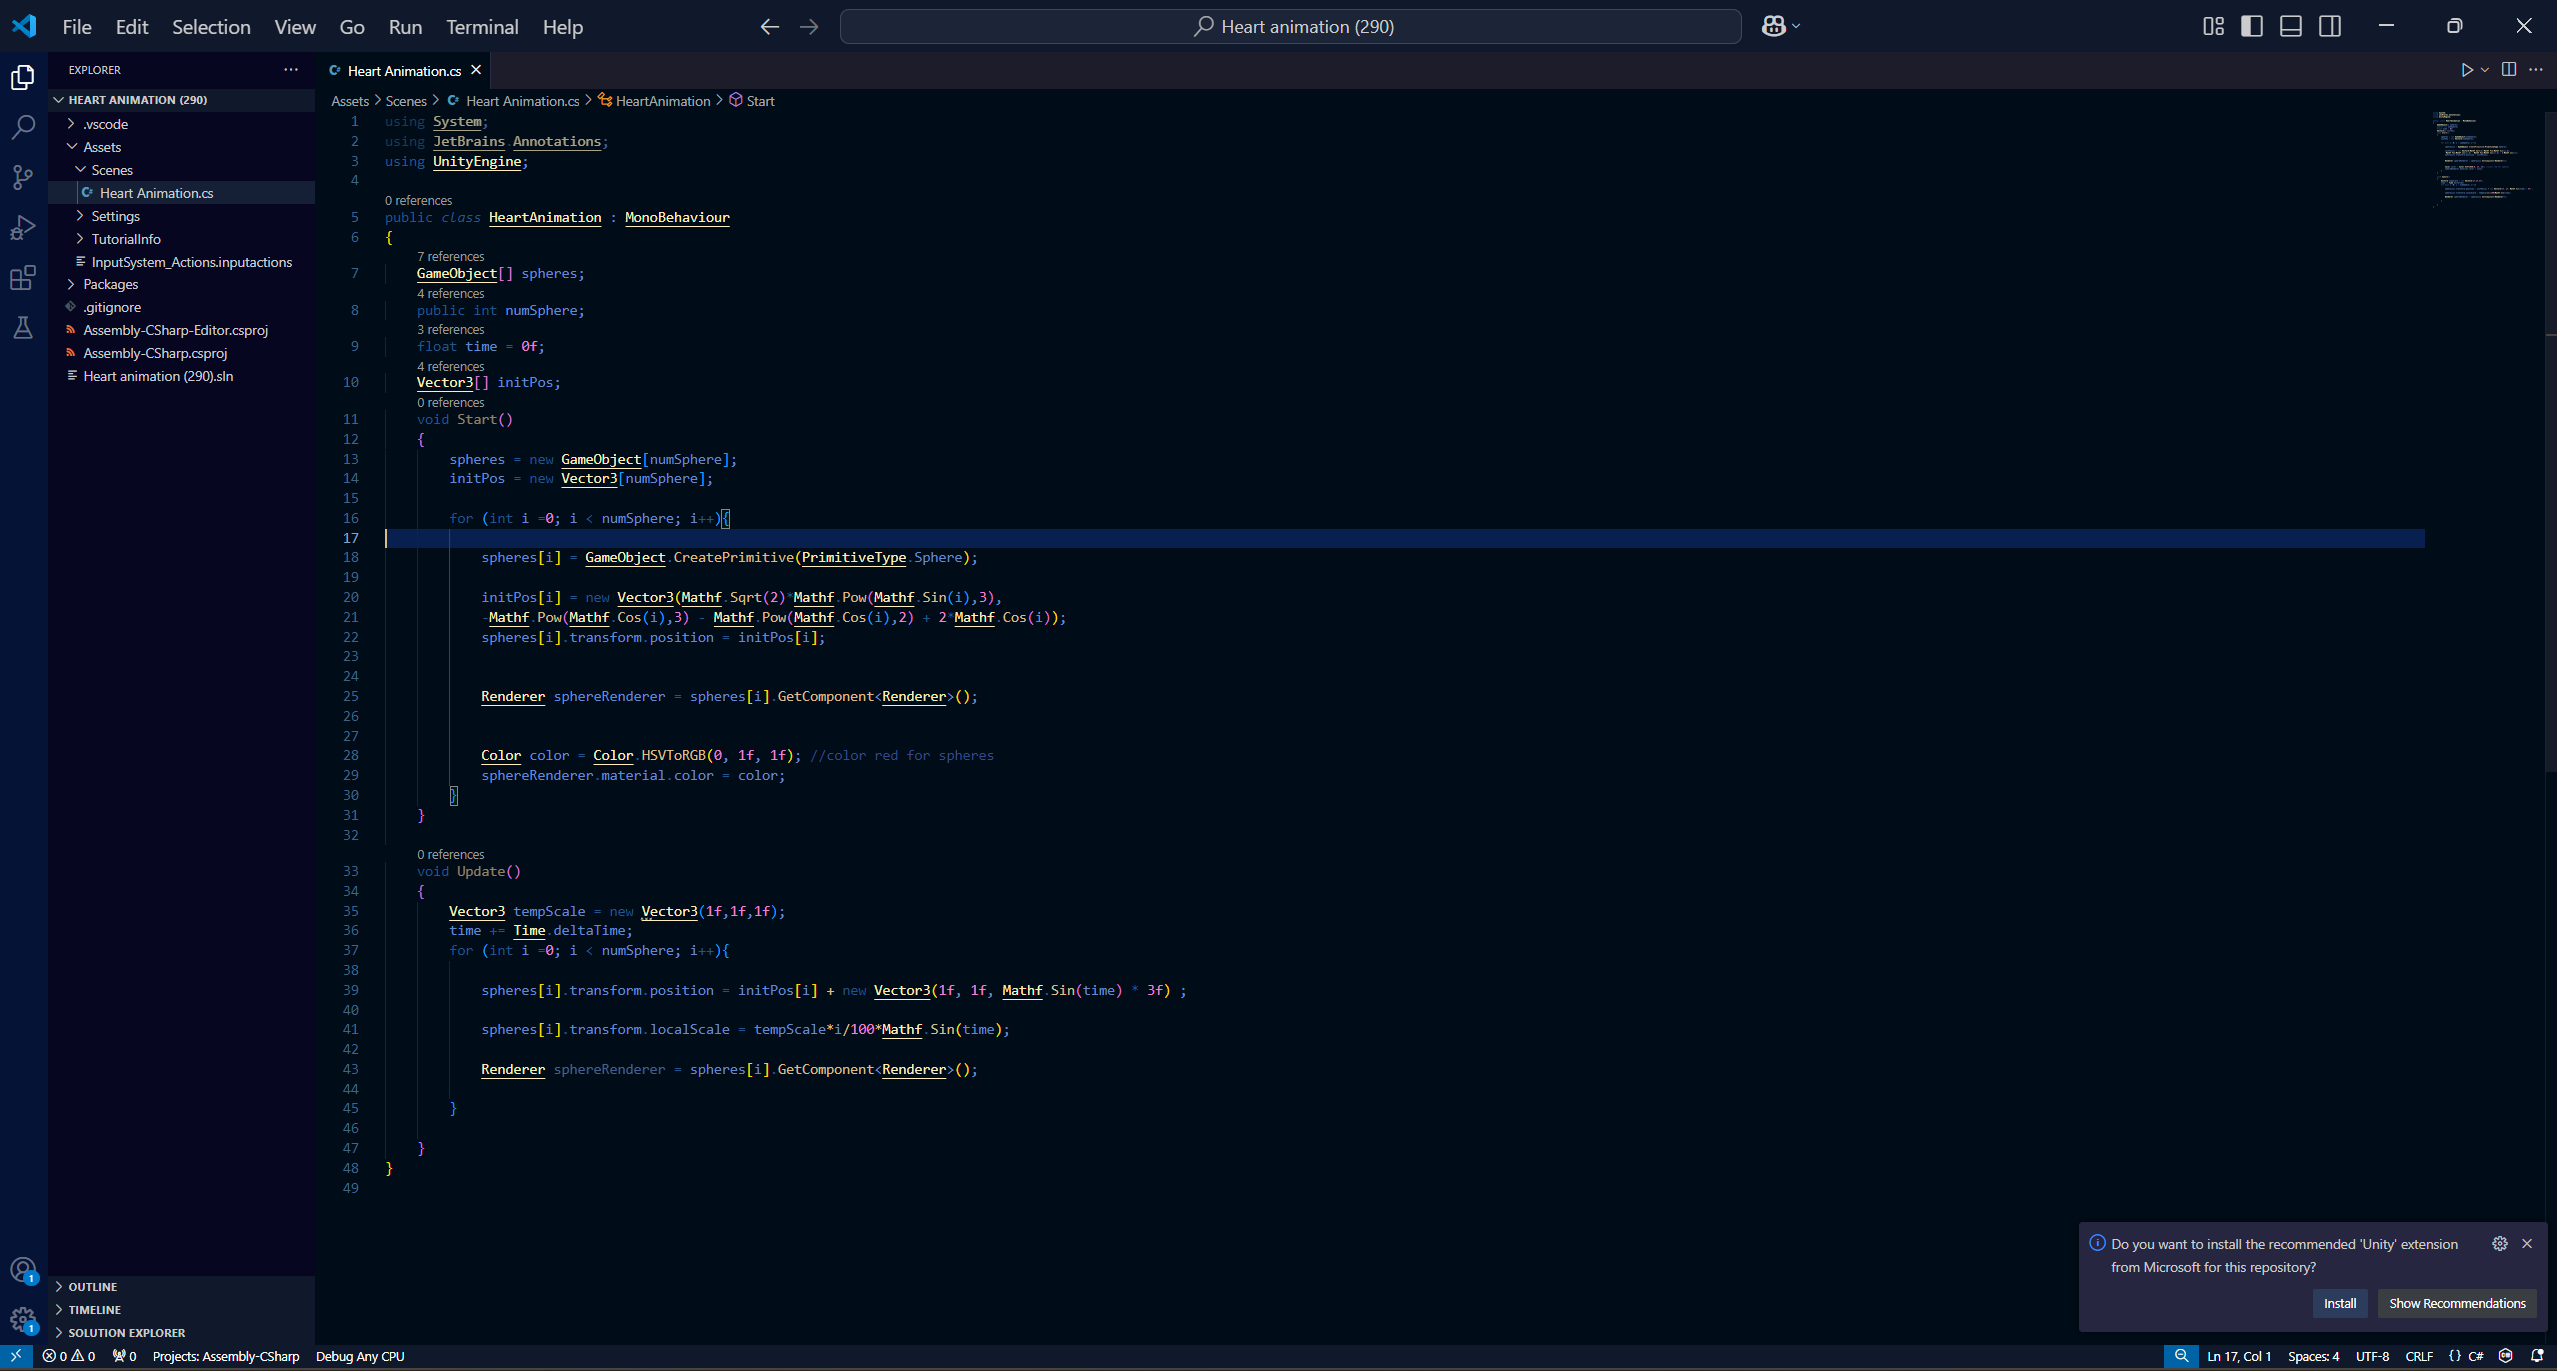 File Edit Selection View Go Run Terminal Help
Heart animation (290)
EXPLORER
HEART ANIMATION (290)
.vscode
Assets
Scenes
Heart Animation.cs
Settings
TutorialInfo
InputSystem_Actions.inputactions
Packages
.gitignore
Assembly-CSharp-Editor.csproj
Assembly-CSharp.csproj
Heart animation (290).sln
OUTLINE
TIMELINE
SOLUTION EXPLORER
1
1
Heart Animation.cs
Assets > Scenes > Heart Animation.cs > HeartAnimation > Start
1 using System;
2 using JetBrains.Annotations;
3 using UnityEngine;
4
0 references
5 public class HeartAnimation : MonoBehaviour
6 {
7 references
7 GameObject[] spheres;
4 references
8 public int numSphere;
3 references
9 float time = 0f;
4 references
10 Vector3[] initPos;
0 references
11 void Start()
12 {
13 spheres = new GameObject[numSphere];
14 initPos = new Vector3[numSphere];
15
16 for (int i =0; i < numSphere; i++){
17
18 spheres[i] = GameObject.CreatePrimitive(PrimitiveType.Sphere);
19
20 initPos[i] = new Vector3(Mathf.Sqrt(2)*Mathf.Pow(Mathf.Sin(i),3),
21 -Mathf.Pow(Mathf.Cos(i),3) - Mathf.Pow(Mathf.Cos(i),2) + 2*Mathf.Cos(i));
22 spheres[i].transform.position = initPos[i];
23
24
25 Renderer sphereRenderer = spheres[i].GetComponent<Renderer>();
26
27
28 Color color = Color.HSVToRGB(0, 1f, 1f); //color red for spheres
29 sphereRenderer.material.color = color;
30 }
31 }
32
0 references
33 void Update()
34 {
35 Vector3 tempScale = new Vector3(1f,1f,1f);
36 time += Time.deltaTime;
37 for (int i =0; i < numSphere; i++){
38
39 spheres[i].transform.position = initPos[i] + new Vector3(1f, 1f, Mathf.Sin(time) * 3f) ;
40
41 spheres[i].transform.localScale = tempScale*i/100*Mathf.Sin(time);
42
43 Renderer sphereRenderer = spheres[i].GetComponent<Renderer>();
44
45 }
46
47 }
48 }
49
Do you want to install the recommended 'Unity' extension
from Microsoft for this repository?
Install Show Recommendations
0 0 0 Projects: Assembly-CSharp Debug Any CPU Ln 17, Col 1 Spaces: 4 UTF-8 CRLF {} C#